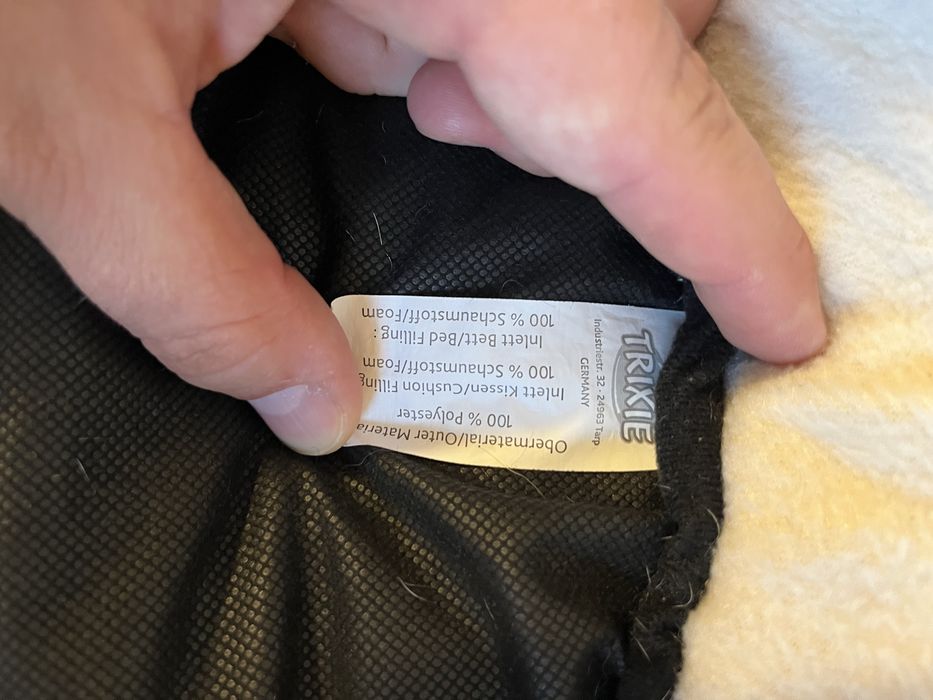 TRIXIE
Industriestr. 32 · 24963 Tarp
GERMANY
Obermaterial/Outer Materia
100 % Polyester
Inlett Kissen/Cushion Filling
100 % Schaumstoff/Foam
Inlett Bett/Bed Filling :
100 % Schaumstoff/Foam